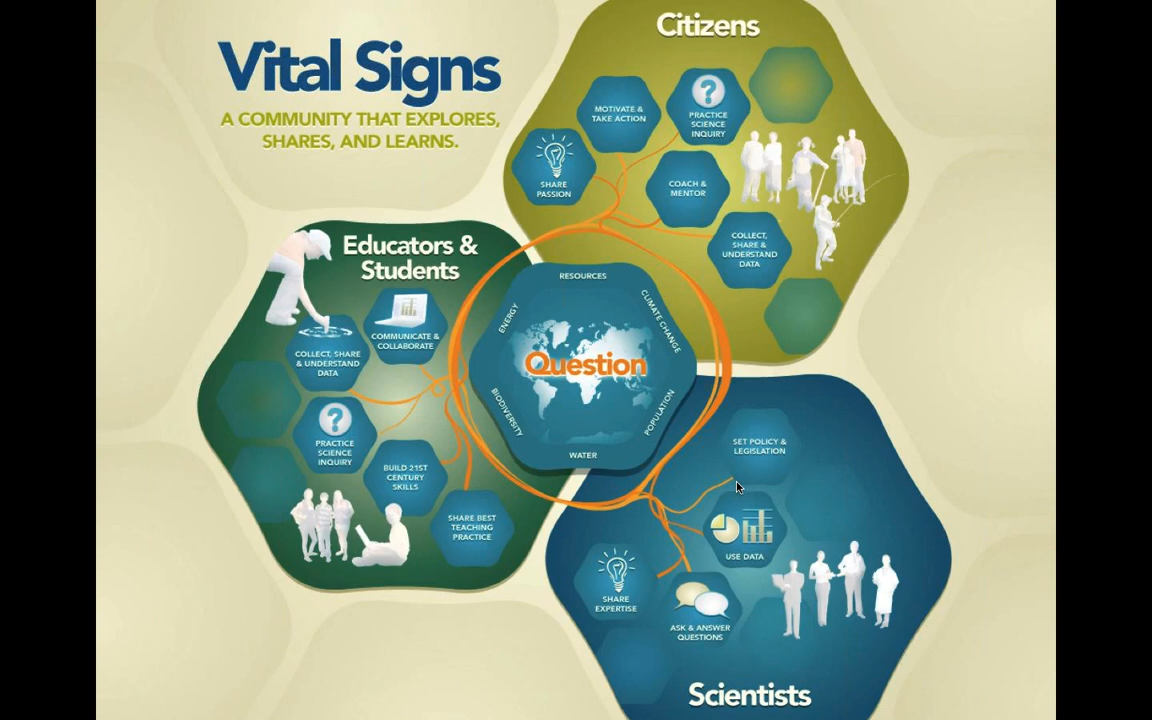 Vital Signs
A COMMUNITY THAT EXPLORES,
SHARES, AND LEARNS.
Citizens
MOTIVATE &
TAKE ACTION
PRACTICE
SCIENCE
INQUIRY
SHARE
PASSION
COACH &
MENTOR
COLLECT,
SHARE &
UNDERSTAND
DATA
Educators &
Students
COMMUNICATE &
COLLABORATE
COLLECT, SHARE
& UNDERSTAND
DATA
PRACTICE
SCIENCE
INQUIRY
BUILD 21ST
CENTURY
SKILLS
SHARE BEST
TEACHING
PRACTICE
RESOURCES
ENERGY
CLIMATE CHANGE
Question
BIODIVERSITY
POPULATION
WATER
SET POLICY &
LEGISLATION
USE DATA
SHARE
EXPERTISE
ASK & ANSWER
QUESTIONS
Scientists